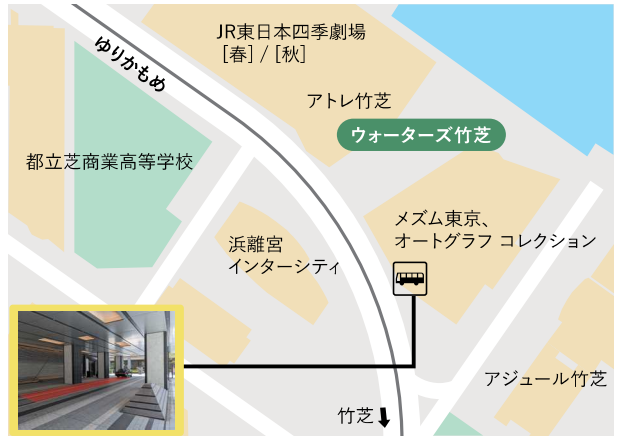 JR東日本四季劇場
［春］/［秋］
ゆりかもめ
アトレ竹芝
ウォーターズ竹芝
都立芝商業高等学校
メズム東京、
オートグラフ コレクション
浜離宮
インターシティ
アジュール竹芝
竹芝